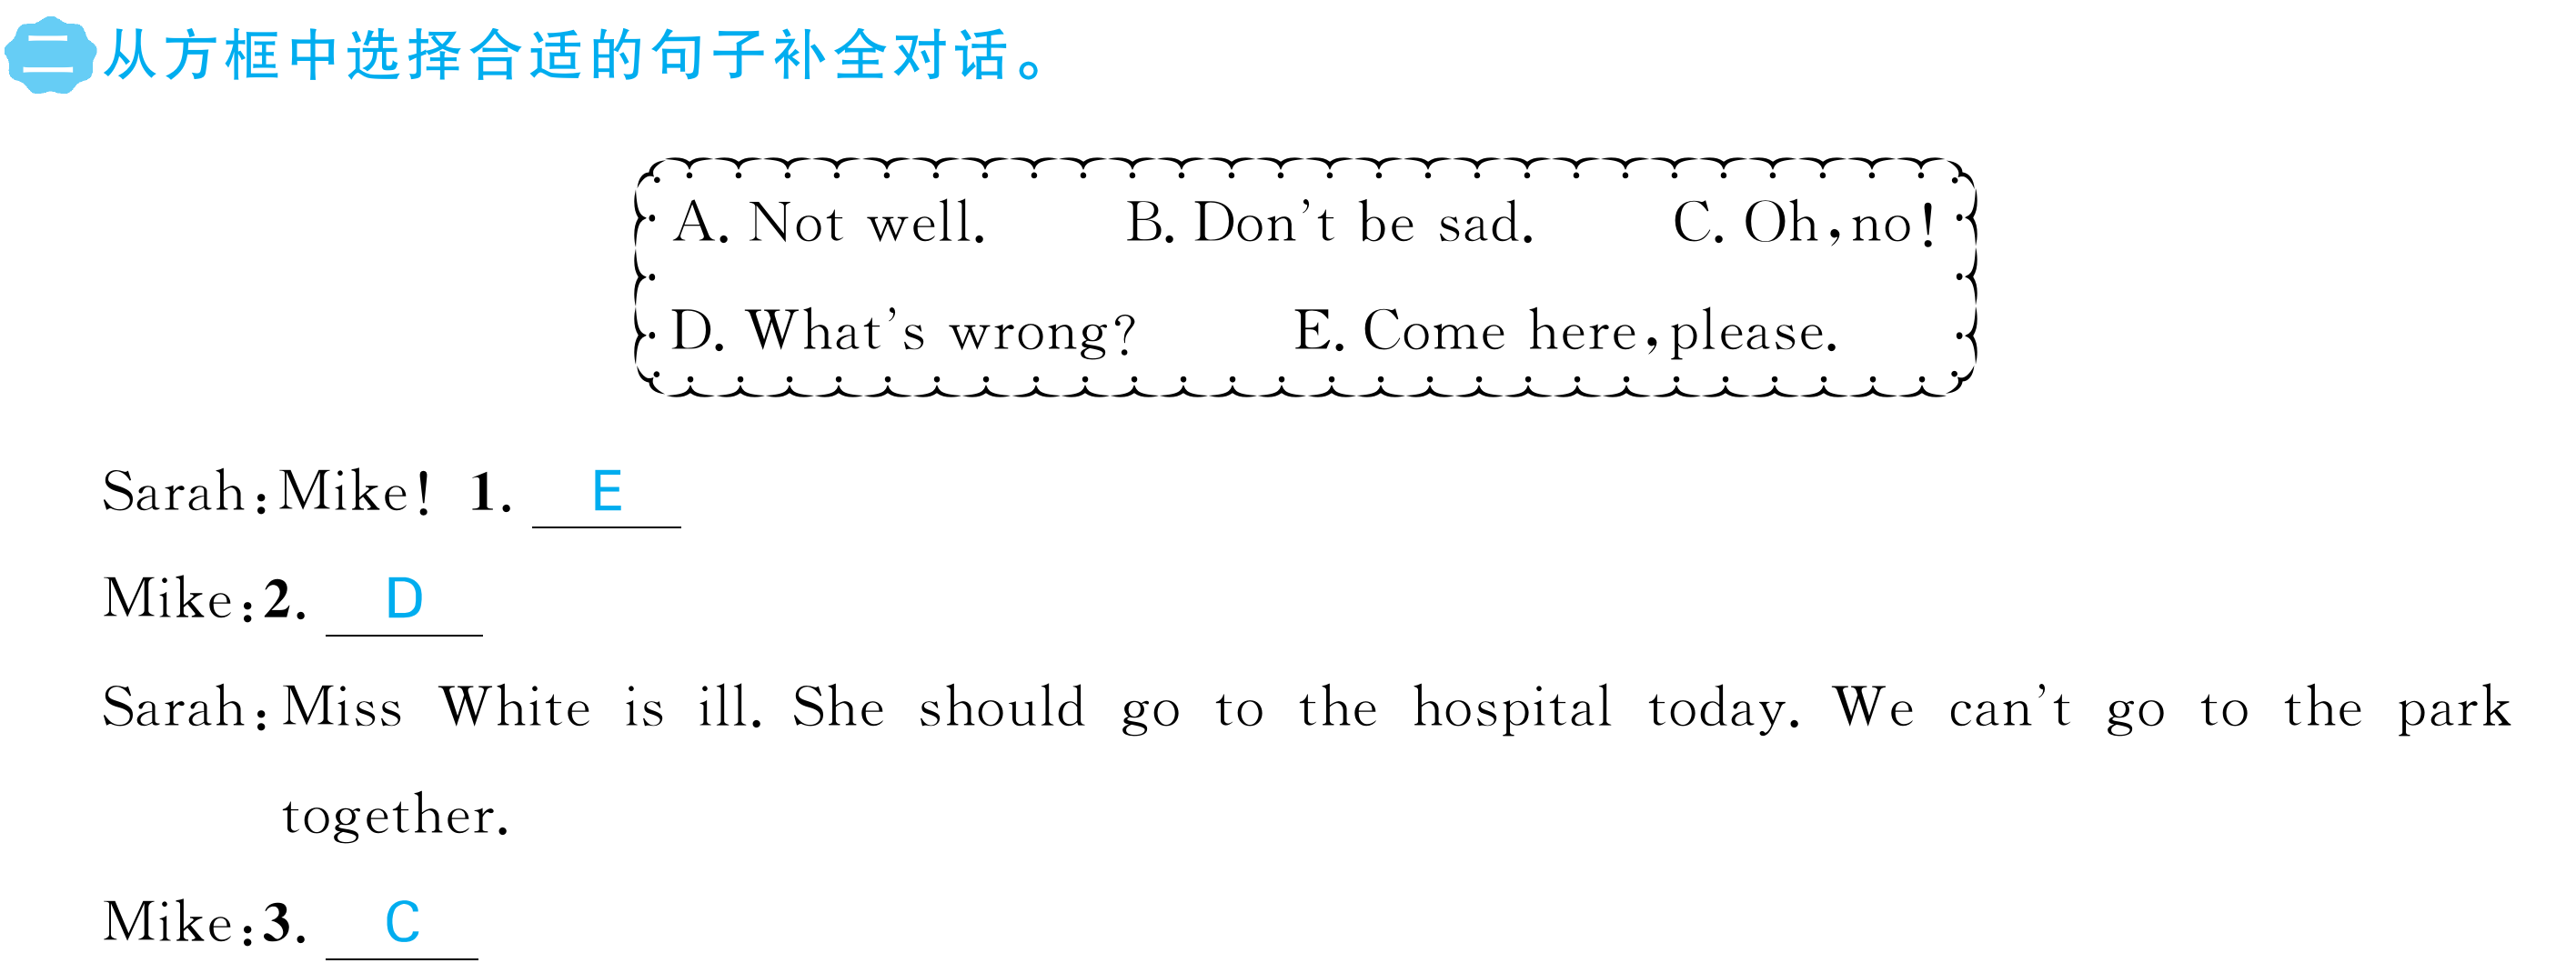 二 从方框中选择合适的句子补全对话。
A. Not well. B. Don't be sad. C. Oh,no!
D. What's wrong? E. Come here,please.
Sarah:Mike! 1. E
Mike:2. D
Sarah:Miss White is ill. She should go to the hospital today. We can't go to the park
together.
Mike:3. C